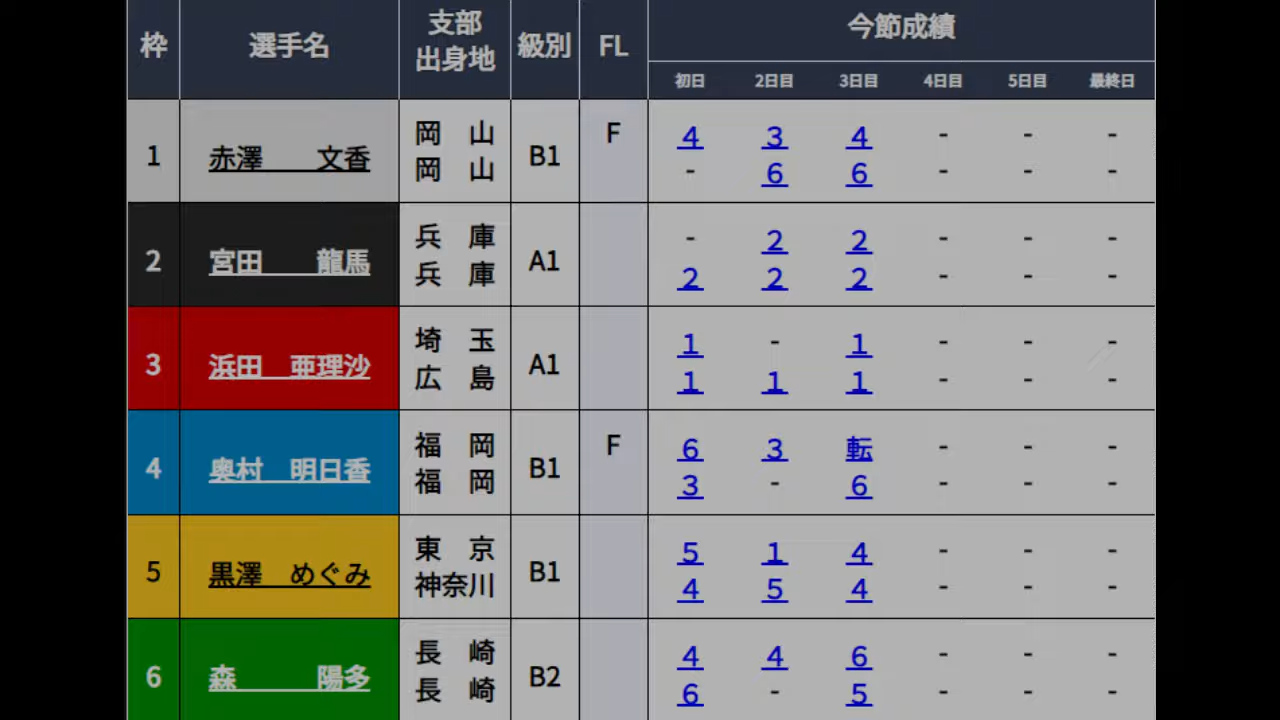 枠 選手名 支部 出身地 級別 FL 今節成績
初日 2日目 3日目 4日目 5日目 最終日
1 赤澤 文香 岡 山 B1 F 4 3 4 - - -
岡 山 - 6 6 - - -
2 宮田 龍馬 兵 庫 A1 - 2 2 - - -
兵 庫 2 2 2 - - -
3 浜田 亜理沙 埼 玉 A1 1 - 1 - - -
広 島 1 1 1 - - -
4 奥村 明日香 福 岡 B1 F 6 3 転 - - -
福 岡 3 - 6 - - -
5 黒澤 めぐみ 東 京 B1 5 1 4 - - -
神奈川 4 5 4 - - -
6 森 陽多 長 崎 B2 4 4 6 - - -
長 崎 6 - 5 - - -